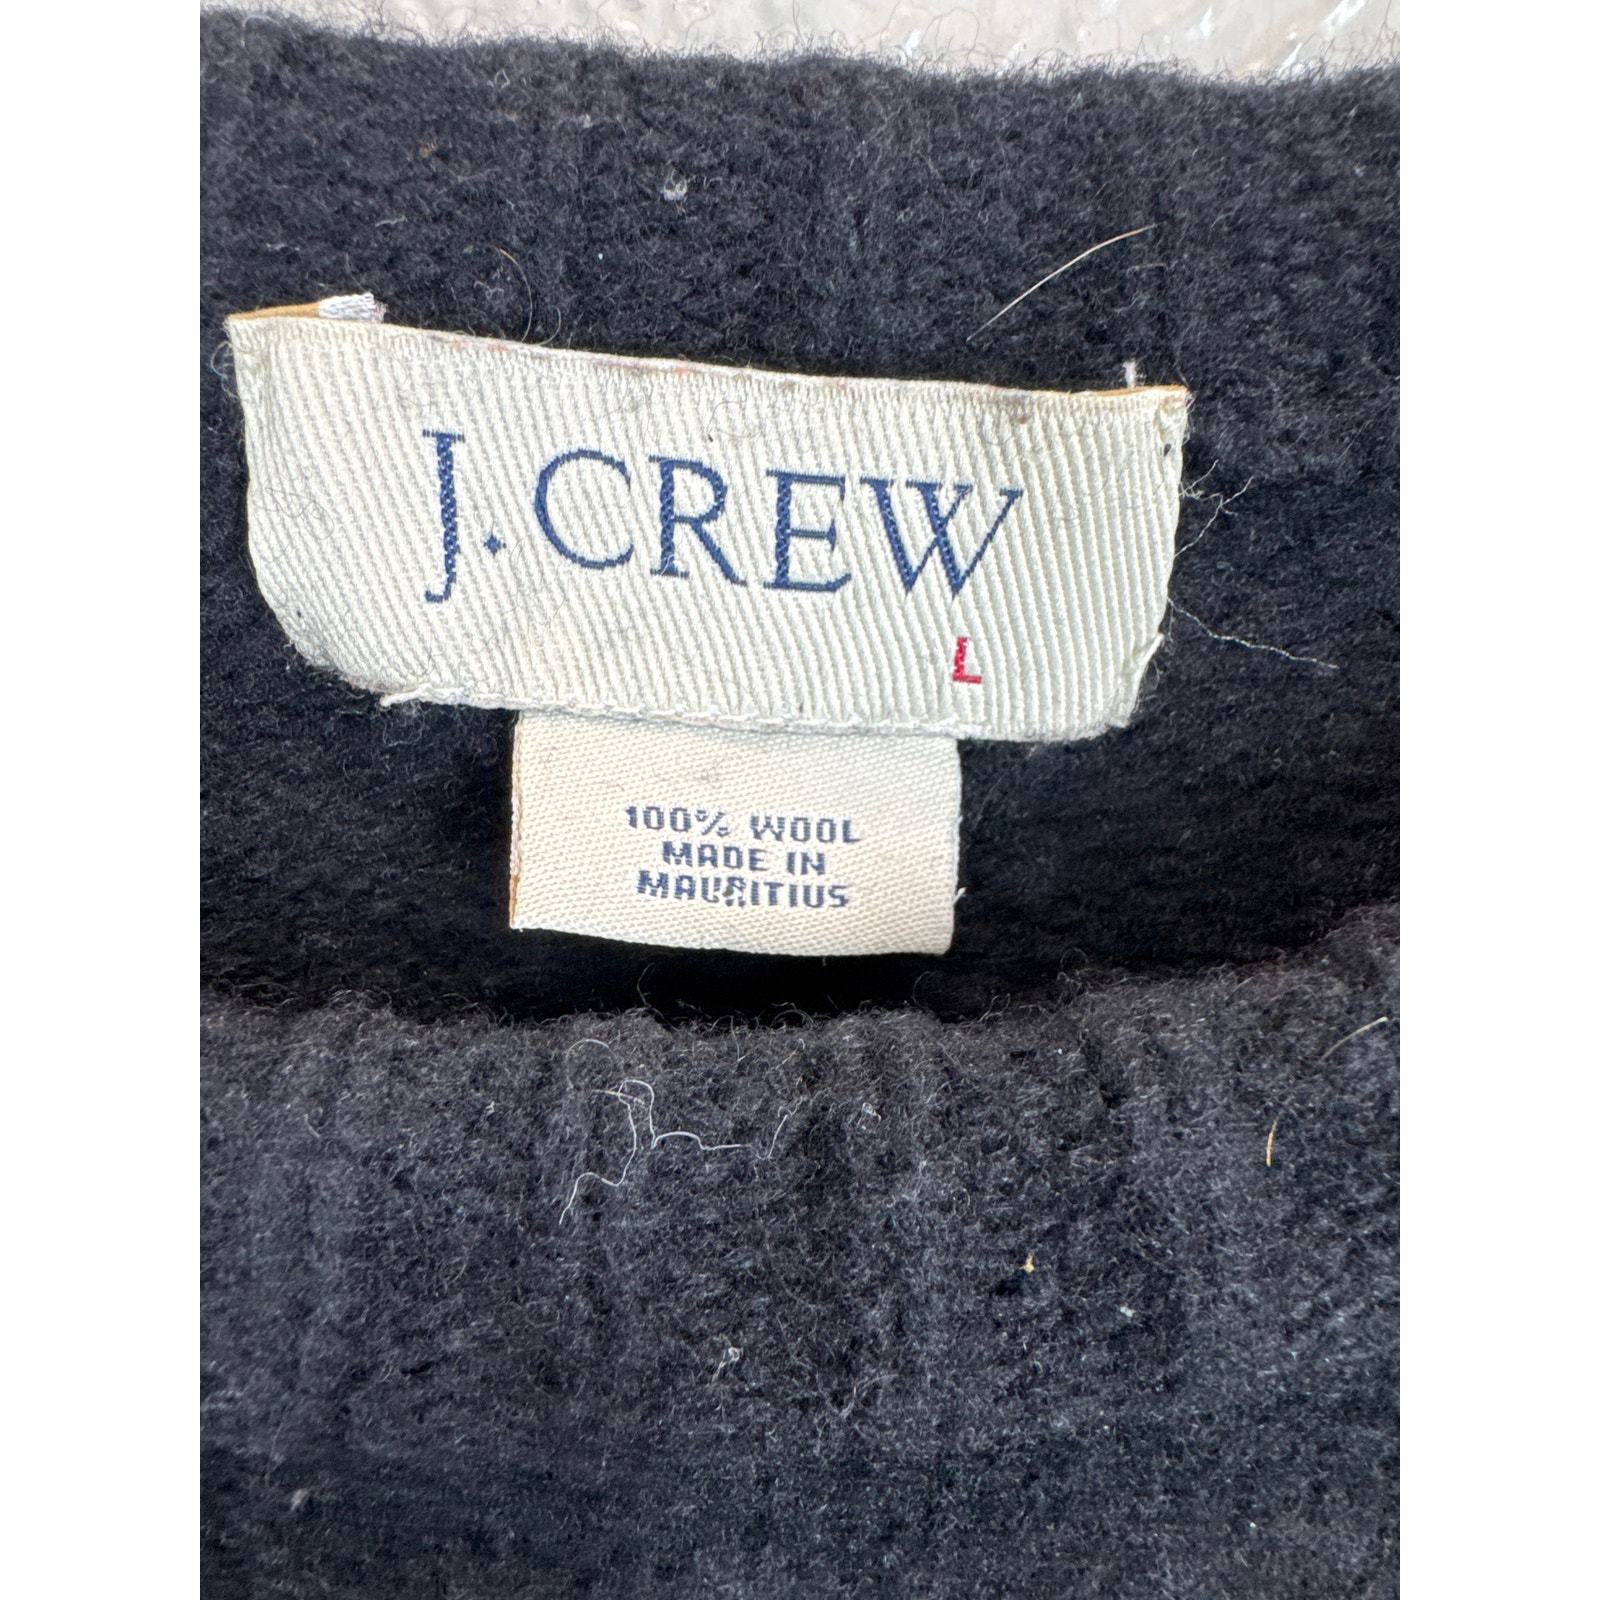 J.CREW
L
100% WOOL
MADE IN
MAURITIUS